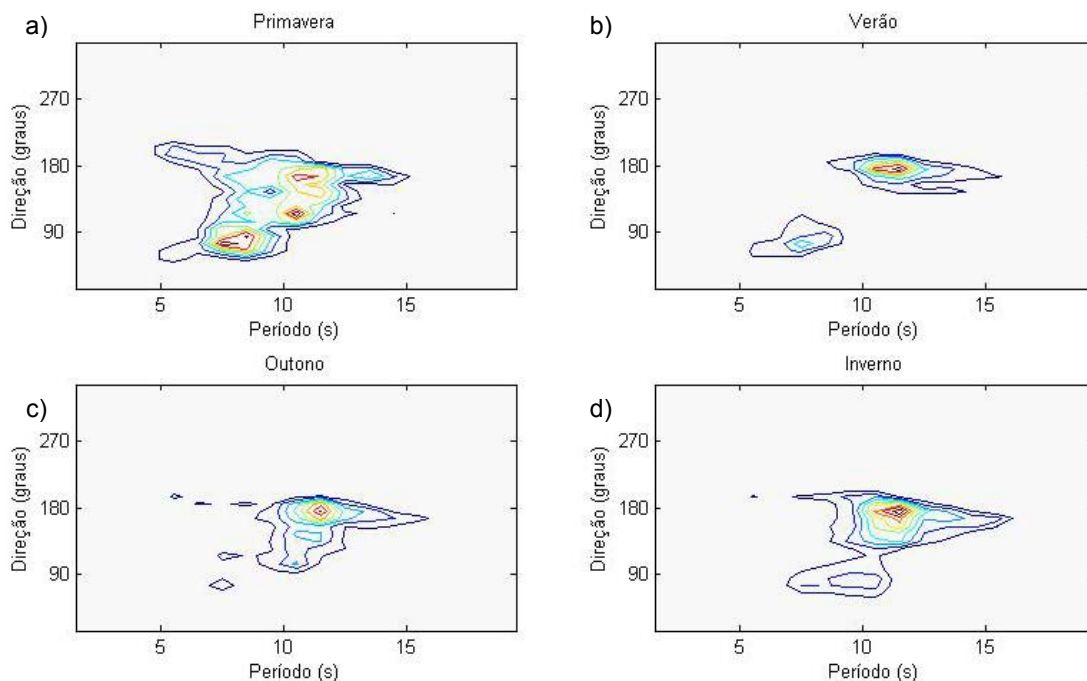 a)
Primavera
270
180
90
Direção (graus)
5 10 15
Período (s)
b)
Verão
270
180
90
Direção (graus)
5 10 15
Período (s)
c)
Outono
270
180
90
Direção (graus)
5 10 15
Período (s)
d)
Inverno
270
180
90
Direção (graus)
5 10 15
Período (s)